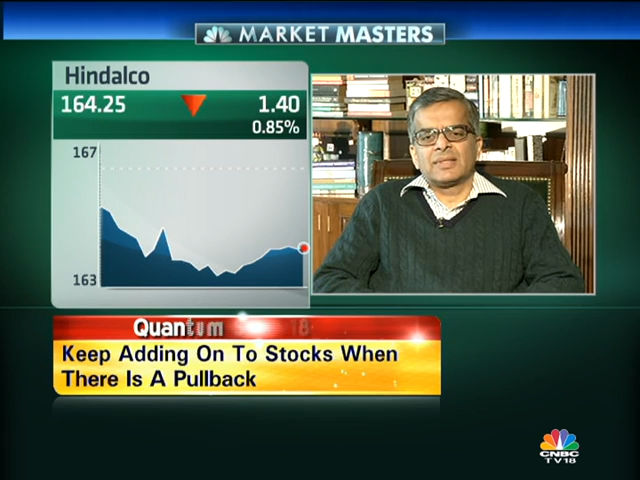 MARKET MASTERS
Hindalco
164.25 1.40
0.85%
167
163
Quantum 18
Keep Adding On To Stocks When
There Is A Pullback
CNBC
TV18